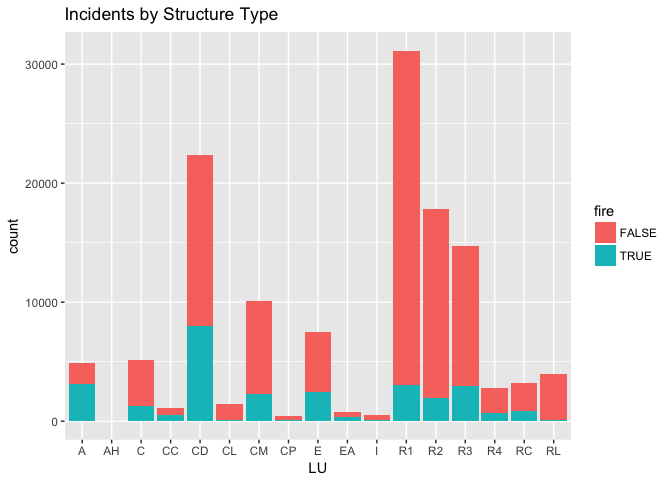 Incidents by Structure Type
30000
20000
10000
0
count
A AH C CC CD CL CM CP E EA I R1 R2 R3 R4 RC RL
LU
fire
FALSE
TRUE